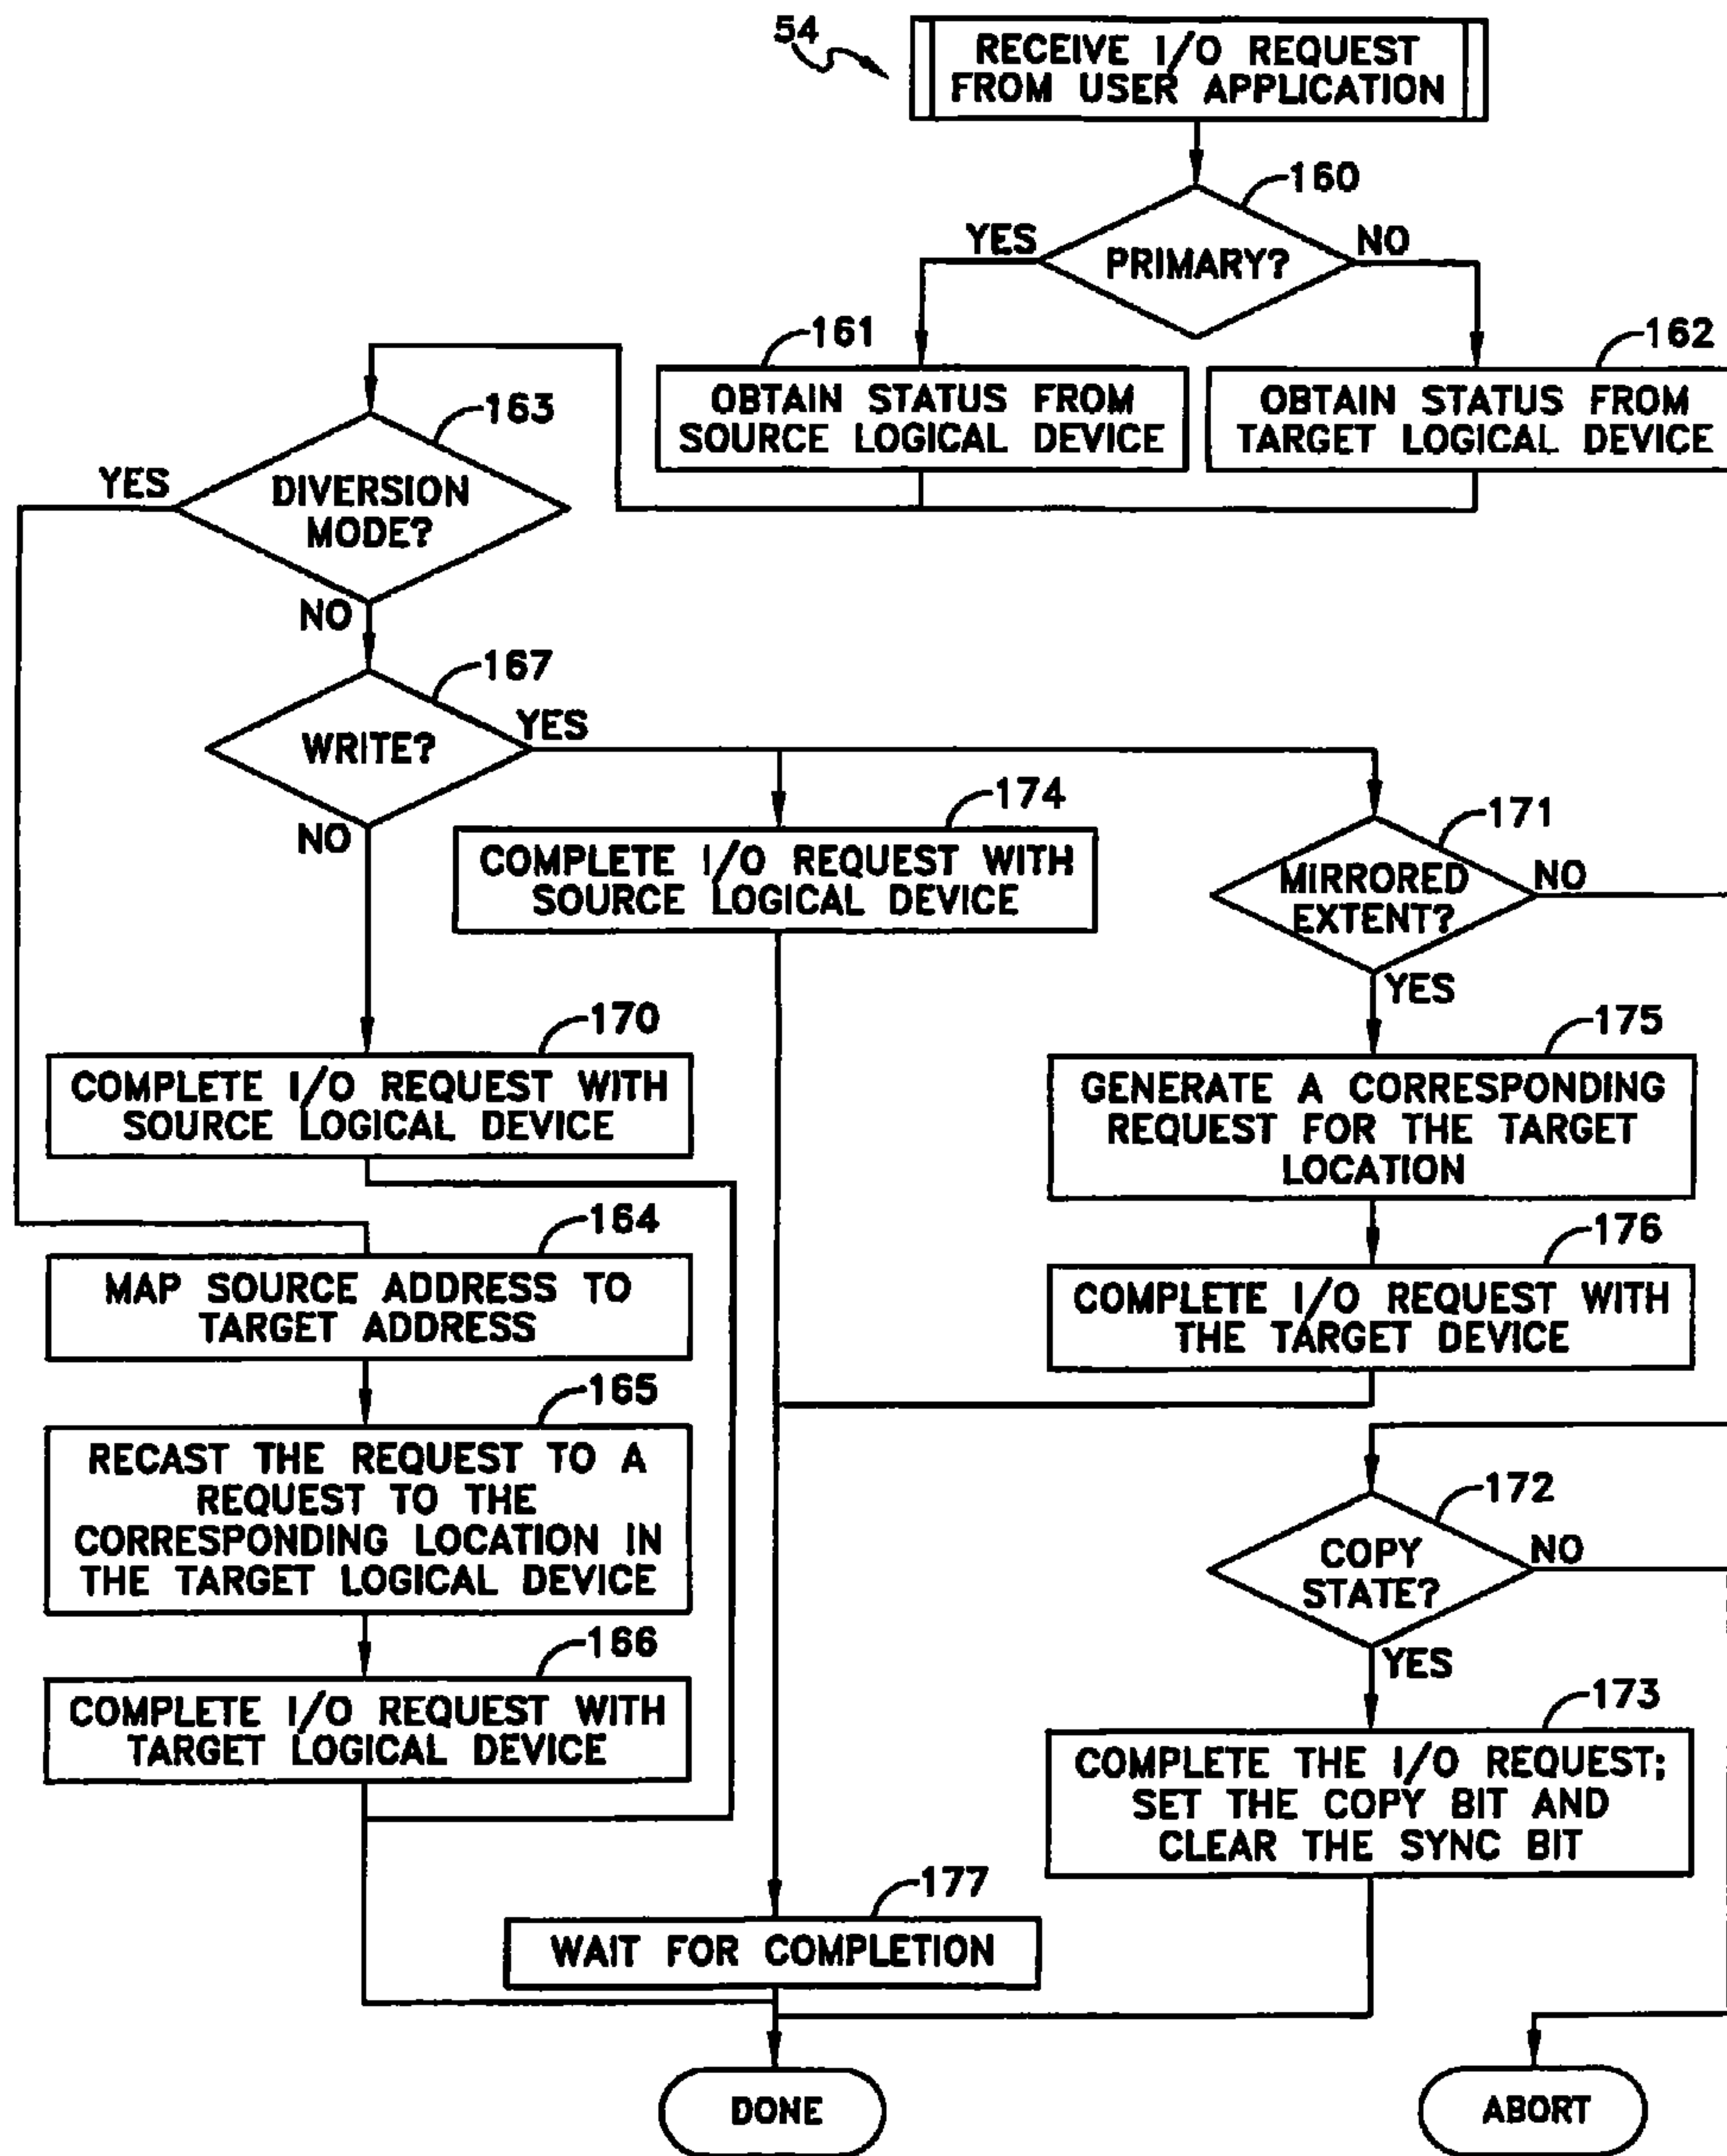 54
RECEIVE I/O REQUEST
FROM USER APPLICATION
160
YES
PRIMARY?
NO
161
162
OBTAIN STATUS FROM
SOURCE LOGICAL DEVICE
OBTAIN STATUS FROM
TARGET LOGICAL DEVICE
163
YES
DIVERSION
MODE?
NO
167
WRITE?
YES
NO
174
COMPLETE I/O REQUEST WITH
SOURCE LOGICAL DEVICE
171
MIRRORED
EXTENT?
NO
YES
170
COMPLETE I/O REQUEST WITH
SOURCE LOGICAL DEVICE
175
GENERATE A CORRESPONDING
REQUEST FOR THE TARGET
LOCATION
164
MAP SOURCE ADDRESS TO
TARGET ADDRESS
176
COMPLETE I/O REQUEST WITH
THE TARGET DEVICE
165
RECAST THE REQUEST TO A
REQUEST TO THE
CORRESPONDING LOCATION IN
THE TARGET LOGICAL DEVICE
172
COPY
STATE?
NO
YES
166
COMPLETE I/O REQUEST WITH
TARGET LOGICAL DEVICE
173
COMPLETE THE I/O REQUEST;
SET THE COPY BIT AND
CLEAR THE SYNC BIT
177
WAIT FOR COMPLETION
DONE
ABORT